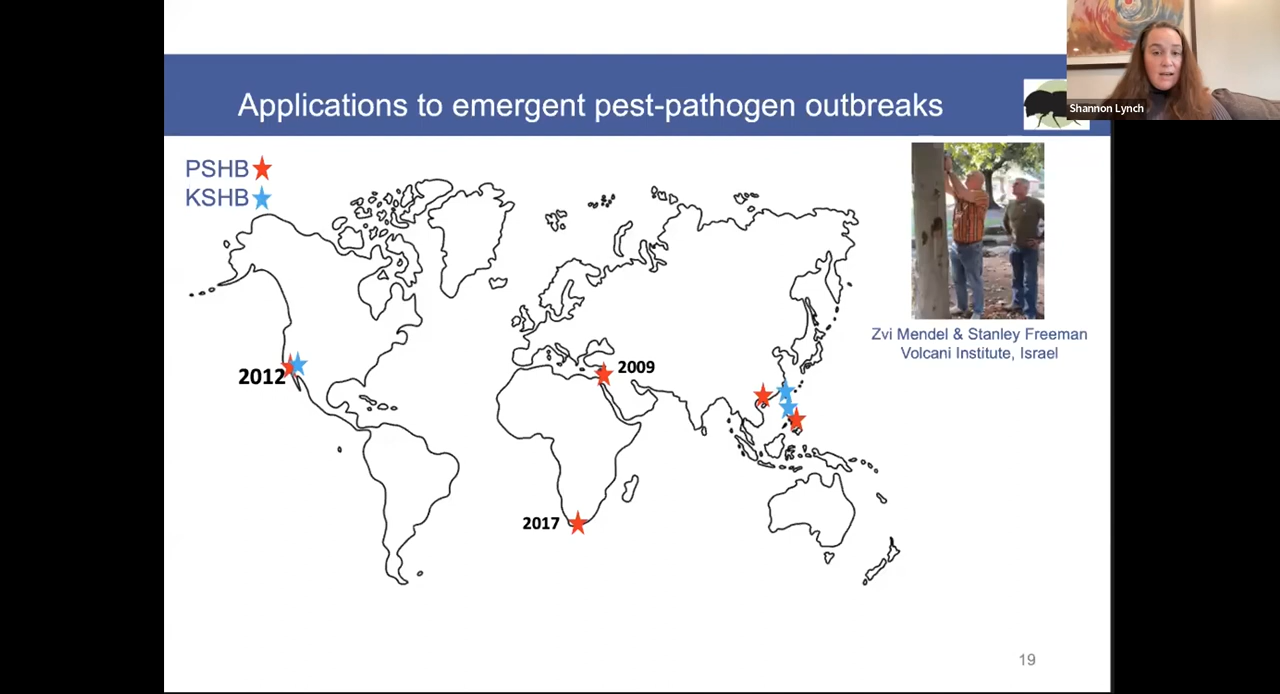 Applications to emergent pest-pathogen outbreaks
Shannon Lynch
PSHB
KSHB
Zvi Mendel & Stanley Freeman
Volcani Institute, Israel
2012
2009
2017
19